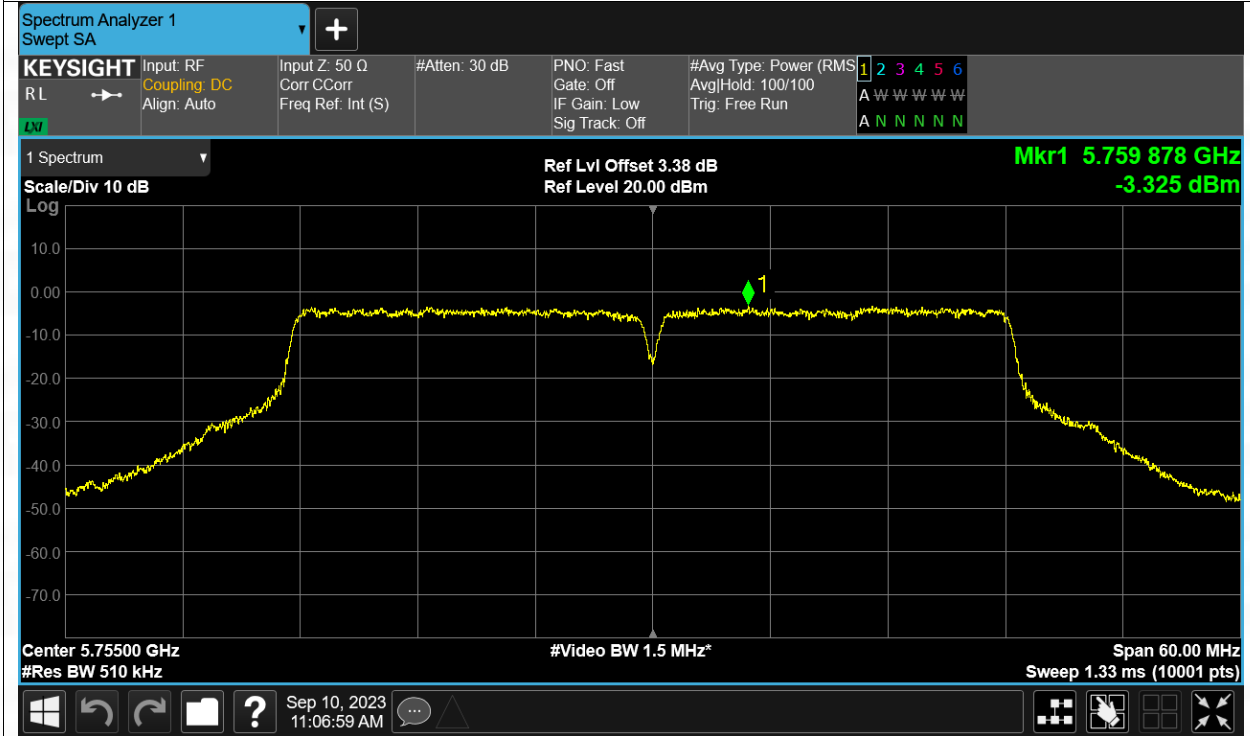 Spectrum Analyzer 1
Swept SA
KEYSIGHT
R L
LXI
Input: RF
Coupling: DC
Align: Auto
Input Z: 50 Ω
Corr CCorr
Freq Ref: Int (S)
#Atten: 30 dB
PNO: Fast
Gate: Off
IF Gain: Low
Sig Track: Off
#Avg Type: Power (RMS
Avg|Hold: 100/100
Trig: Free Run
1 2 3 4 5 6
A W W W W W
A N N N N N
1 Spectrum
Scale/Div 10 dB
Log
Ref Lvl Offset 3.38 dB
Ref Level 20.00 dBm
Mkr1 5.759 878 GHz
-3.325 dBm
10.0
0.00
-10.0
-20.0
-30.0
-40.0
-50.0
-60.0
-70.0
1
Center 5.75500 GHz
#Res BW 510 kHz
#Video BW 1.5 MHz*
Span 60.00 MHz
Sweep 1.33 ms (10001 pts)
?
Sep 10, 2023
11:06:59 AM